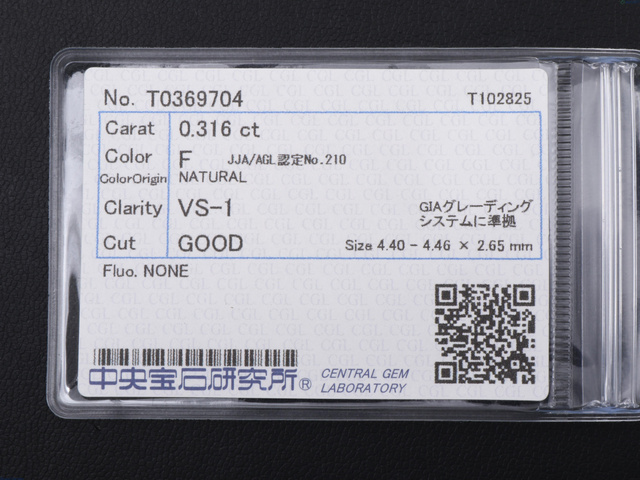 No. T0369704 T102825
Carat 0.316 ct
Color F JJA/AGL認定No.210
ColorOrigin NATURAL
Clarity VS-1 GIAグレーディング
システムに準拠
Cut GOOD Size 4.40 - 4.46 × 2.65 mm
Fluo. NONE
中央宝石研究所® CENTRAL GEM
LABORATORY